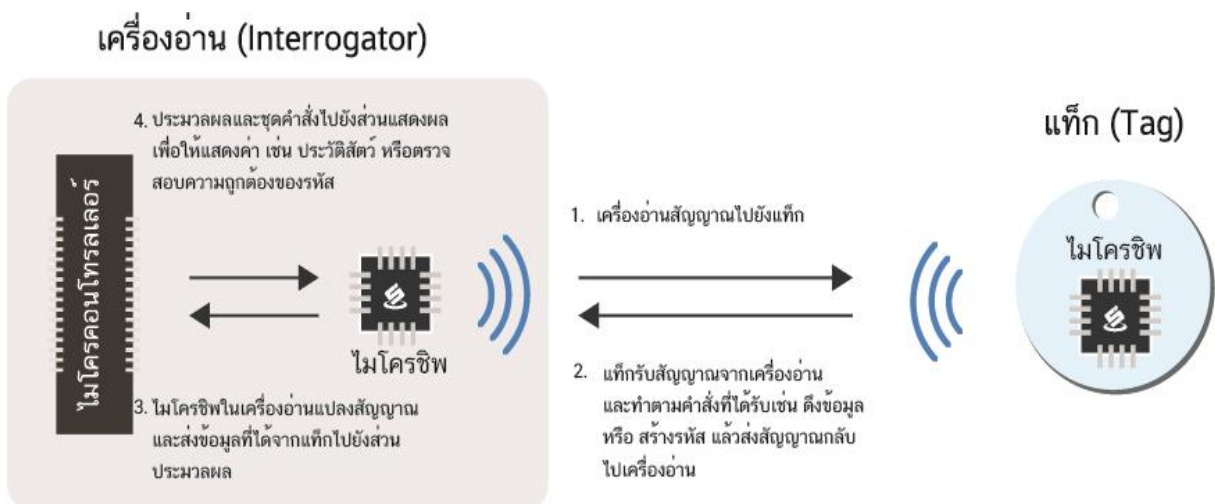 เครื่องอ่าน (Interrogator)
4. ประมวลผลและชุดคำสั่งไปยังส่วนแสดงผล
เพื่อให้แสดงค่า เช่น ประวัติสัตว์ หรือตรวจ
สอบความถูกต้องของรหัส
ไมโครคอนโทรลเลอร์
ไมโครชิพ
3. ไมโครชิพในเครื่องอ่านแปลงสัญญาณ
และส่งข้อมูลที่ได้จากแท็กไปยังส่วน
ประมวลผล
1. เครื่องอ่านสัญญาณไปยังแท็ก
2. แท็กรับสัญญาณจากเครื่องอ่าน
และทำตามคำสั่งที่ได้รับเช่น ดึงข้อมูล
หรือ สร้างรหัส แล้วส่งสัญญาณกลับ
ไปเครื่องอ่าน
แท็ก (Tag)
ไมโครชิพ